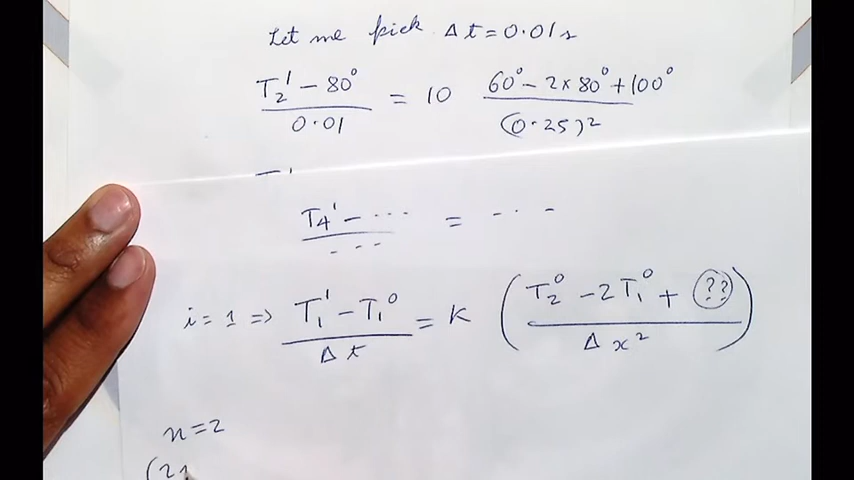 Let me pick Δt=0.01s
(T₂¹ − 80°)/0.01 = 10 (60° − 2×80° + 100°)/(0.25)²
(T₄¹ − ...)/--- = - - -
i=1 ⇒ (T₁¹ − T₁⁰)/Δt = K ((T₂⁰ − 2T₁⁰ + ??)/Δx²)
n=2
(2